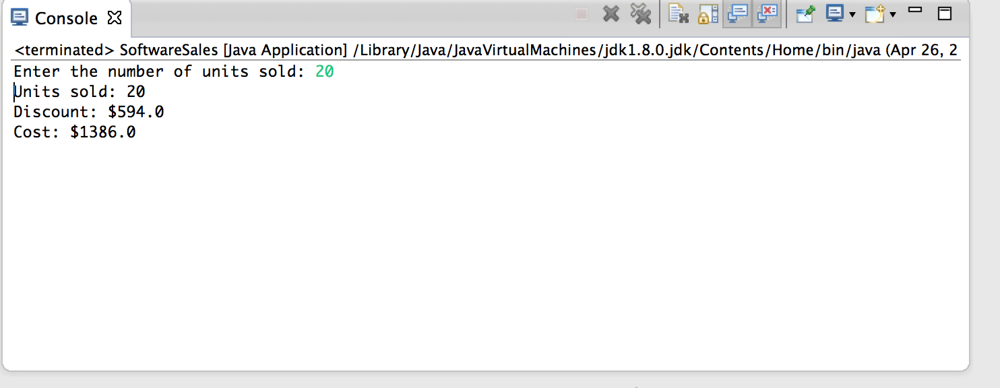 Console
<terminated> SoftwareSales [Java Application] /Library/Java/JavaVirtualMachines/jdk1.8.0.jdk/Contents/Home/bin/java (Apr 26, 2
Enter the number of units sold: 20
Units sold: 20
Discount: $594.0
Cost: $1386.0